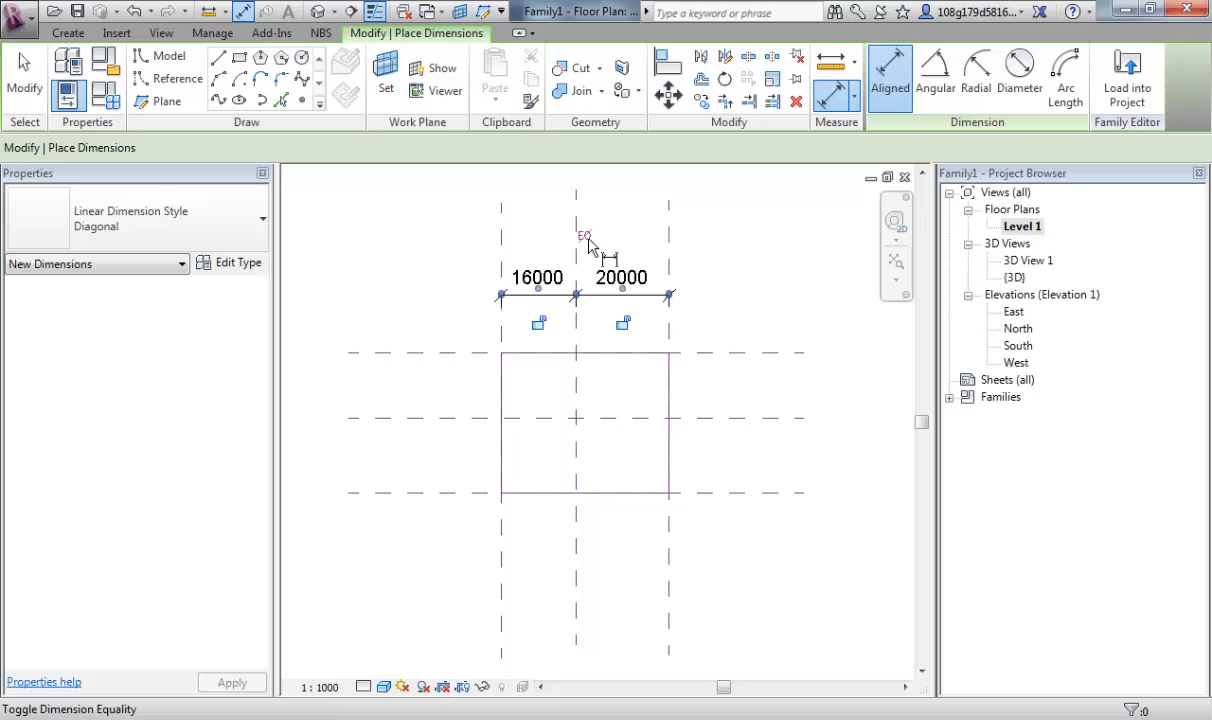 Family1 - Floor Plan: ...
Type a keyword or phrase
108g179d5816...
Create
Insert
View
Manage
Add-Ins
NBS
Modify | Place Dimensions
Modify
Select
Properties
Model
Reference
Plane
Draw
Set
Show
Viewer
Work Plane
Paste
Clipboard
Cut
Join
Geometry
Modify
Measure
Aligned
Angular
Radial
Diameter
Arc
Length
Dimension
Load into
Project
Family Editor
Modify | Place Dimensions
Properties
Linear Dimension Style
Diagonal
New Dimensions
Edit Type
Properties help
Apply
EQ
16000
20000
2D
1 : 1000
Family1 - Project Browser
Views (all)
Floor Plans
Level 1
3D Views
3D View 1
{3D}
Elevations (Elevation 1)
East
North
South
West
Sheets (all)
Families
Toggle Dimension Equality
:0